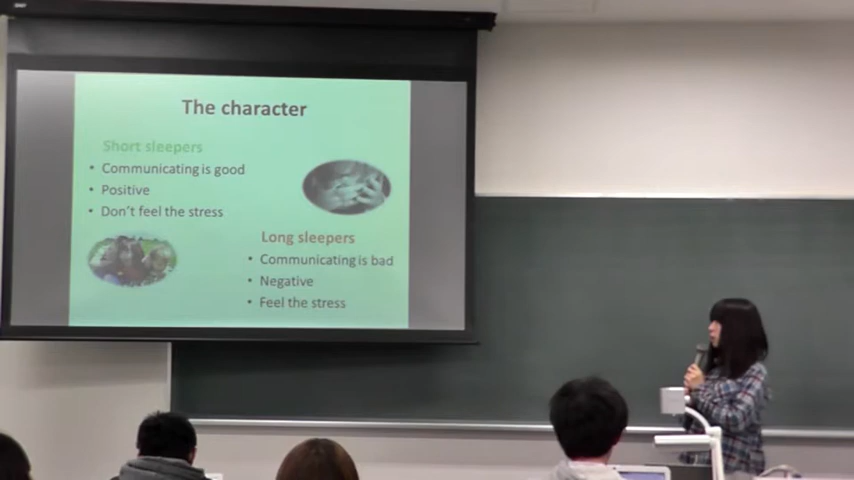 The character
Short sleepers
• Communicating is good
• Positive
• Don't feel the stress
Long sleepers
• Communicating is bad
• Negative
• Feel the stress